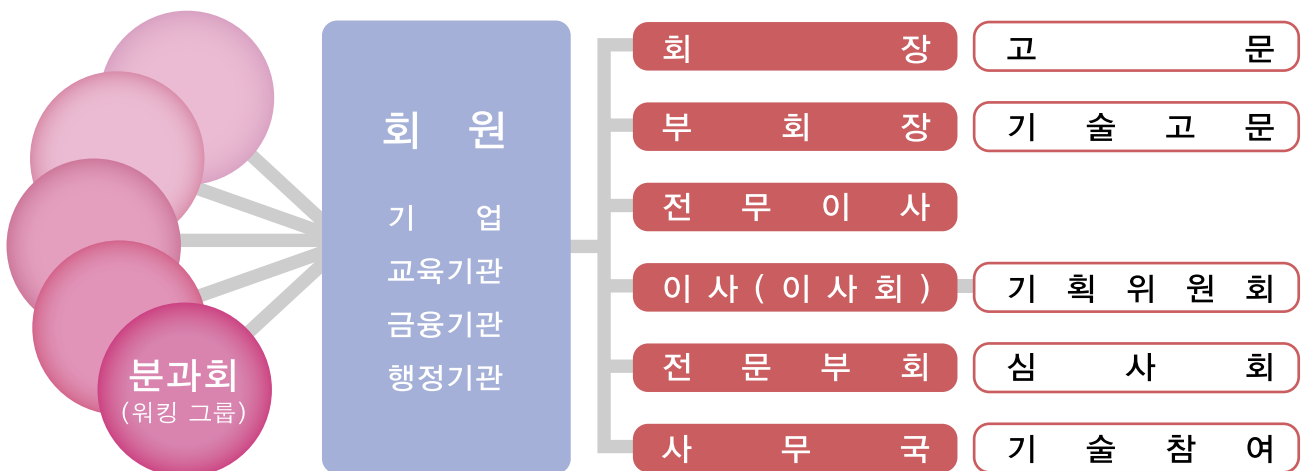 분과회
(워킹 그룹)
회 원
기 업
교육기관
금융기관
행정기관
회 장
고 문
부 회 장
기 술 고 문
전 무 이 사
이 사 ( 이 사 회 )
기 획 위 원 회
전 문 부 회
심 사 회
사 무 국
기 술 참 여